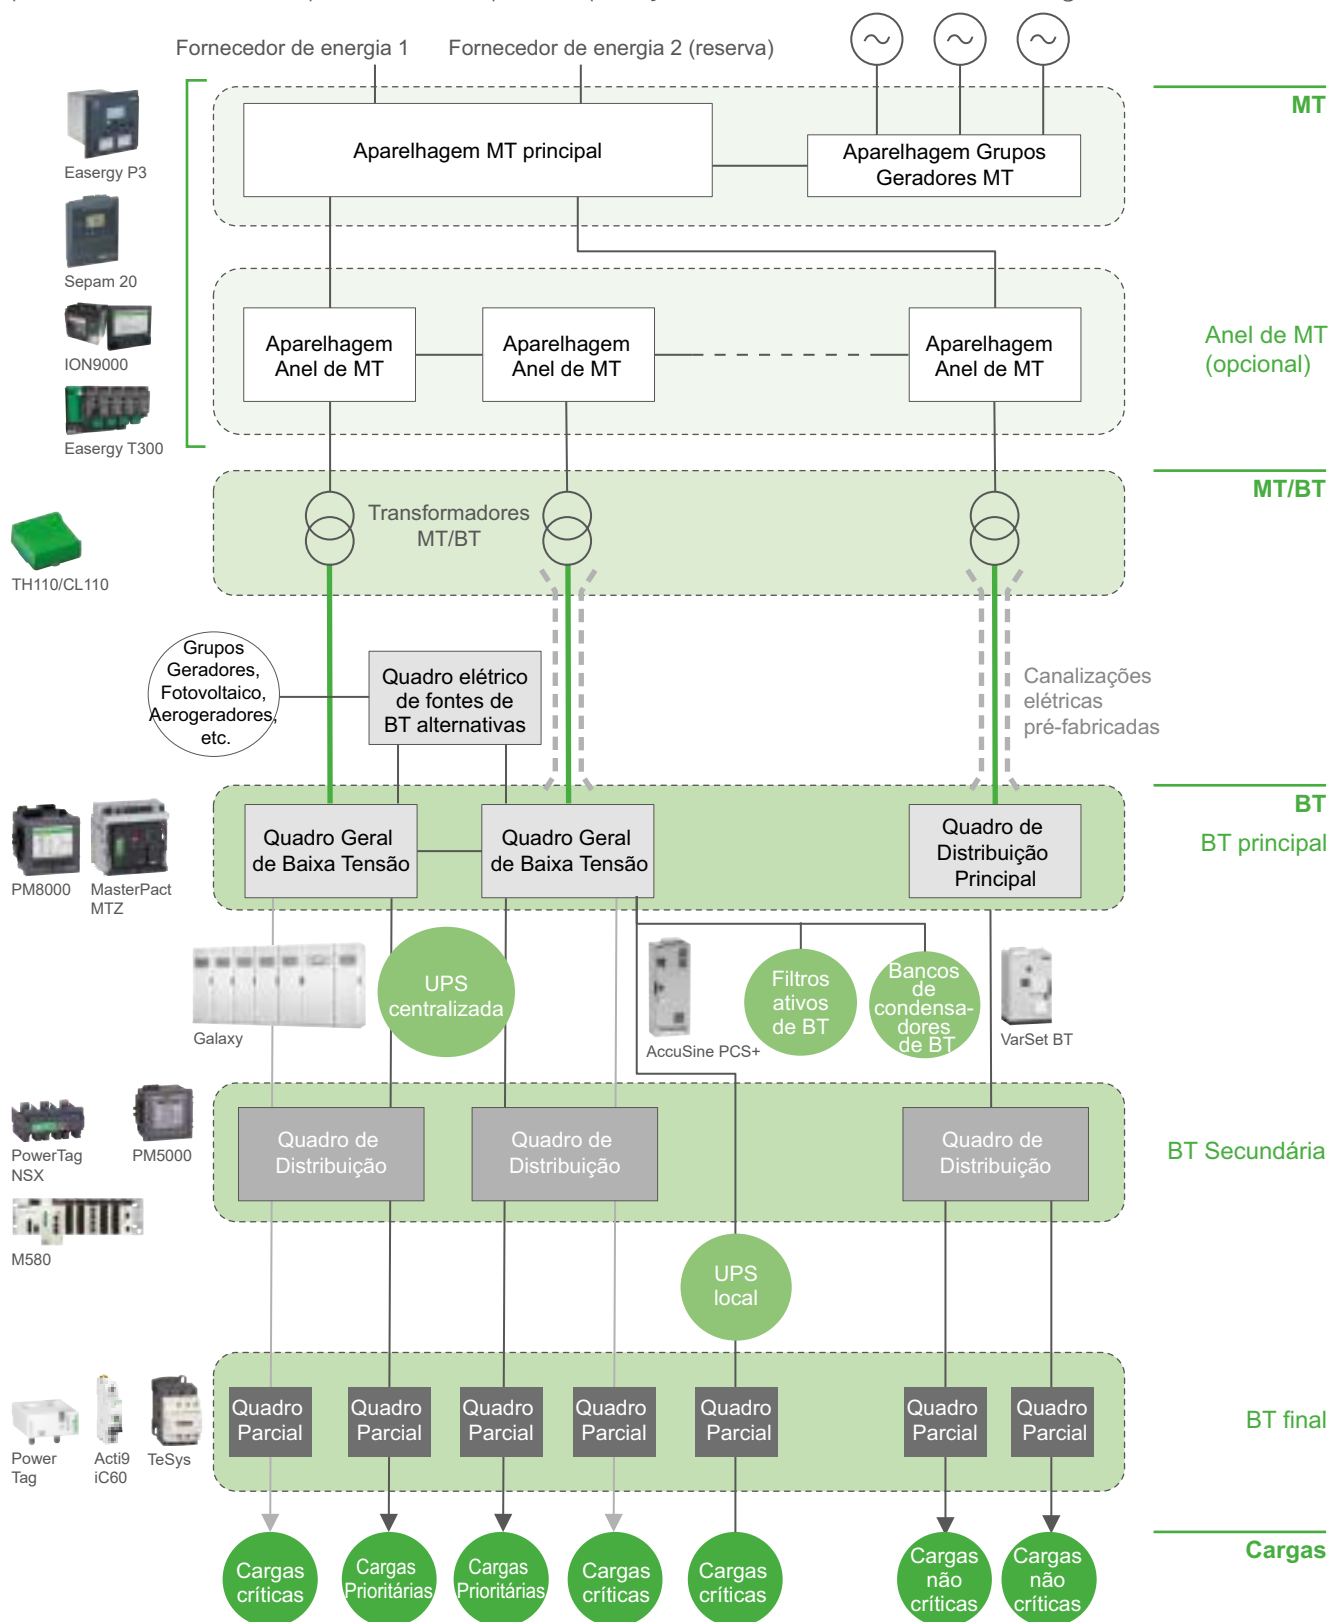 Fornecedor de energia 1
Fornecedor de energia 2 (reserva)
MT
Aparelhagem MT principal
Aparelhagem Grupos
Geradores MT
Easergy P3
Sepam 20
ION9000
Easergy T300
Aparelhagem
Anel de MT
Aparelhagem
Anel de MT
Aparelhagem
Anel de MT
Anel de MT
(opcional)
MT/BT
Transformadores
MT/BT
TH110/CL110
Grupos
Geradores,
Fotovoltaico,
Aerogeradores,
etc.
Quadro elétrico
de fontes de
BT alternativas
Canalizações
elétricas
pré-fabricadas
BT
BT principal
PM8000
MasterPact
MTZ
Quadro Geral
de Baixa Tensão
Quadro Geral
de Baixa Tensão
Quadro de
Distribuição
Principal
Galaxy
UPS
centralizada
AccuSine PCS+
Filtros
ativos
de BT
Bancos
de
condensa-
dores
de BT
VarSet BT
PowerTag
NSX
PM5000
M580
Quadro de
Distribuição
Quadro de
Distribuição
Quadro de
Distribuição
BT Secundária
UPS
local
Power
Tag
Acti9
iC60
TeSys
Quadro
Parcial
Quadro
Parcial
Quadro
Parcial
Quadro
Parcial
Quadro
Parcial
Quadro
Parcial
Quadro
Parcial
BT final
Cargas
críticas
Cargas
Prioritárias
Cargas
Prioritárias
Cargas
críticas
Cargas
críticas
Cargas
não
críticas
Cargas
não
críticas
Cargas